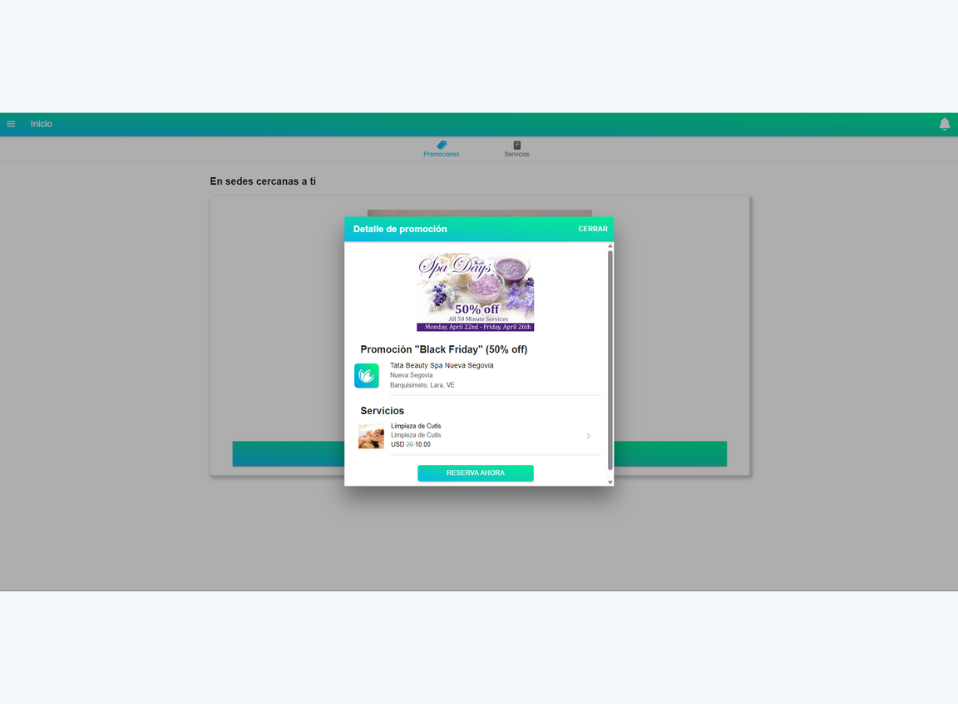 Inicio
Promociones
Servicios
En sedes cercanas a ti
Detalle de promoción
CERRAR
Spa Days
50% off
All 50 Minute Services
Monday, April 22nd - Friday, April 26th
Promoción "Black Friday" (50% off)
Tata Beauty Spa Nueva Segovia
Nueva Segovia
Barquisimeto, Lara, VE
Servicios
Limpieza de Cutis
Limpieza de Cutis
USD 10.00
RESERVA AHORA